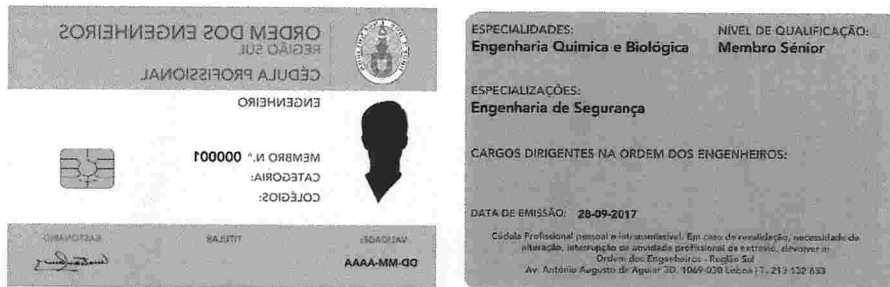 ORDEM DOS ENGENHEIROS
REGIÃO SUL
CÉDULA PROFISSIONAL
ENGENHEIRO
MEMBRO N.º 000001
CATEGORIA:
COLÉGIOS:
VALIDADE: TITULAR BASTONÁRIO
DD-MM-AAAA
ESPECIALIDADES: NÍVEL DE QUALIFICAÇÃO:
Engenharia Química e Biológica Membro Sénior
ESPECIALIZAÇÕES:
Engenharia de Segurança
CARGOS DIRIGENTES NA ORDEM DOS ENGENHEIROS:
DATA DE EMISSÃO: 28-09-2017
Cédula Profissional pessoal e intransmissível. Em caso de revalidação, necessidade de
alteração, interrupção da atividade profissional ou extravio, devolver a:
Ordem dos Engenheiros - Região Sul
Av. António Augusto de Aguiar 3D, 1069-030 Lisboa | T. 213 132 633